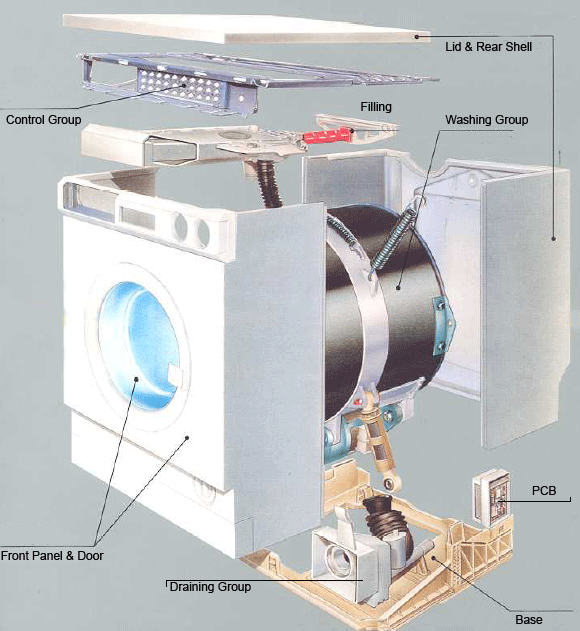 Lid & Rear Shell
Control Group
Filling
Washing Group
PCB
Front Panel & Door
Draining Group
Base